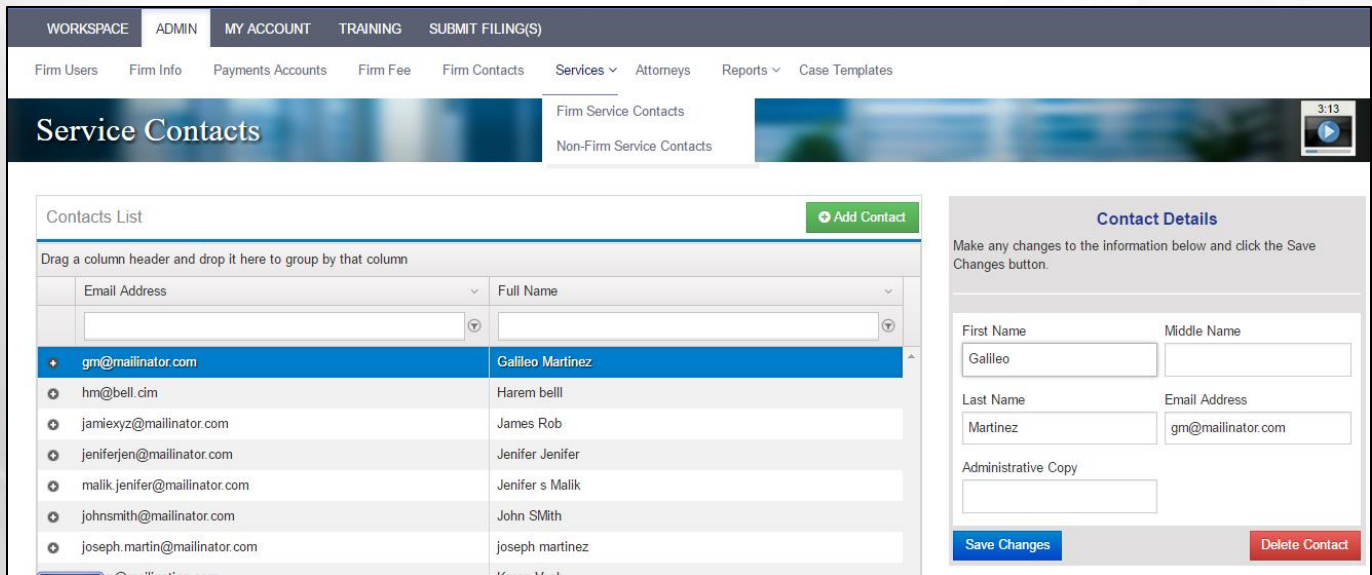 WORKSPACE ADMIN MY ACCOUNT TRAINING SUBMIT FILING(S)
Firm Users Firm Info Payments Accounts Firm Fee Firm Contacts Services Attorneys Reports Case Templates
Firm Service Contacts
Non-Firm Service Contacts
Service Contacts
3:13
Contacts List
Add Contact
Drag a column header and drop it here to group by that column
Email Address Full Name
gm@mailinator.com Galileo Martinez
hm@bell.cim Harem belll
jamiexyz@mailinator.com James Rob
jeniferjen@mailinator.com Jenifer Jenifer
malik.jenifer@mailinator.com Jenifer s Malik
johnsmith@mailinator.com John SMith
joseph.martin@mailinator.com joseph martinez
Contact Details
Make any changes to the information below and click the Save
Changes button.
First Name Middle Name
Galileo
Last Name Email Address
Martinez gm@mailinator.com
Administrative Copy
Save Changes Delete Contact